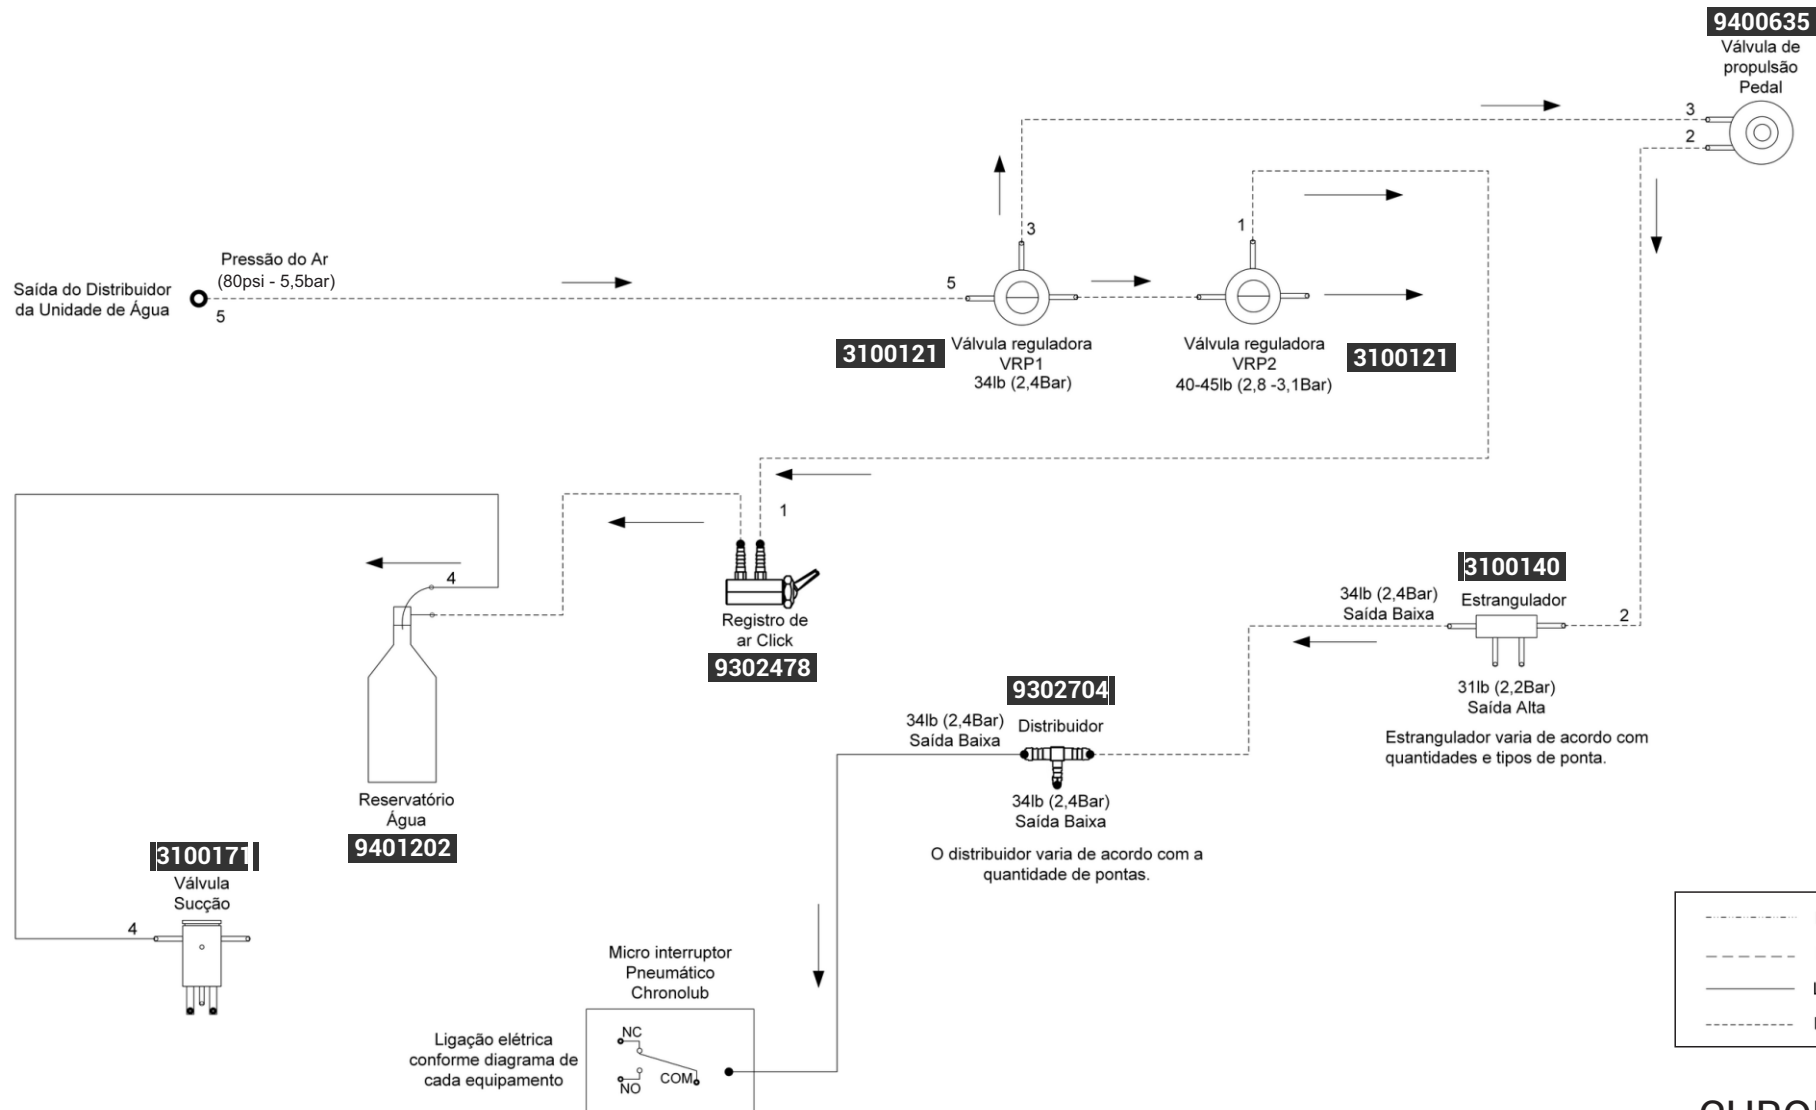 9400635
Válvula de
propulsão
Pedal
3
2
Pressão do Ar
(80psi - 5,5bar)
Saída do Distribuidor
da Unidade de Água
5
5
3
1
3100121
Válvula reguladora
VRP1
34lb (2,4Bar)
Válvula reguladora
VRP2
40-45lb (2,8 -3,1Bar)
3100121
1
4
Registro de
ar Click
9302478
3100140
Estrangulador
34lb (2,4Bar)
Saída Baixa
2
31lb (2,2Bar)
Saída Alta
Estrangulador varia de acordo com
quantidades e tipos de ponta.
9302704
Distribuidor
34lb (2,4Bar)
Saída Baixa
34lb (2,4Bar)
Saída Baixa
O distribuidor varia de acordo com a
quantidade de pontas.
Reservatório
Água
9401202
3100171
Válvula
Sucção
4
Micro interruptor
Pneumático
Chronolub
Ligação elétrica
conforme diagrama de
cada equipamento
NC
NO
COM